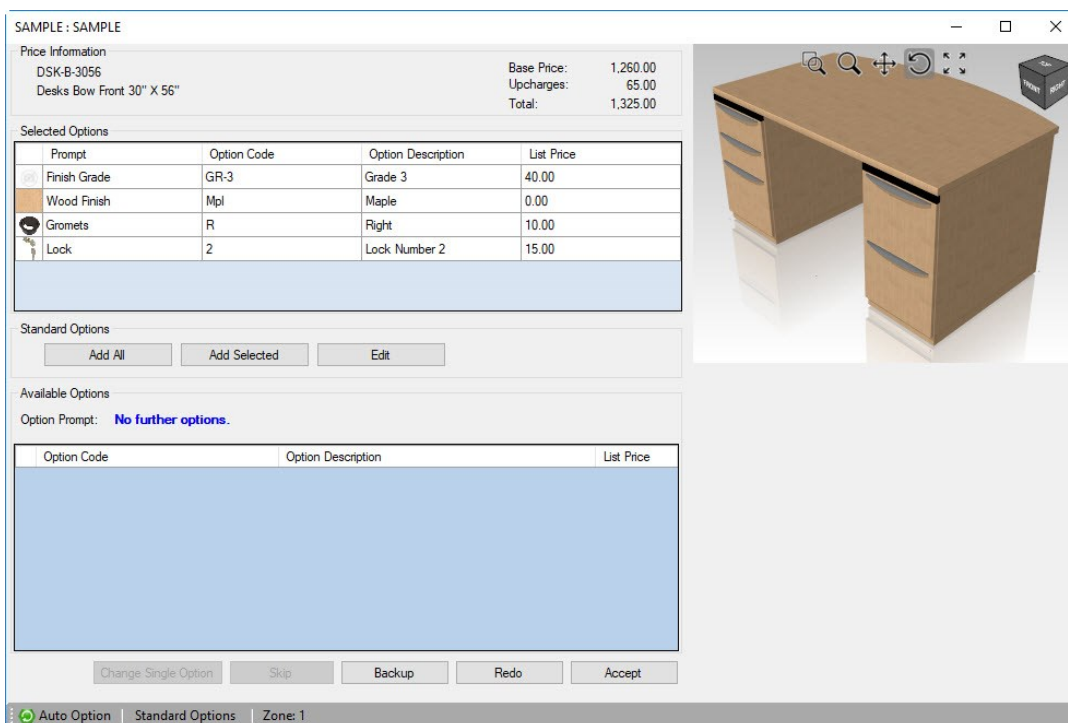 SAMPLE : SAMPLE
Price Information
DSK-B-3056
Desks Bow Front 30" X 56"
Base Price: 1,260.00
Upcharges: 65.00
Total: 1,325.00
Selected Options
Prompt Option Code Option Description List Price
Finish Grade GR-3 Grade 3 40.00
Wood Finish Mpl Maple 0.00
Gromets R Right 10.00
Lock 2 Lock Number 2 15.00
Standard Options
Add All Add Selected Edit
Available Options
Option Prompt: No further options.
Option Code Option Description List Price
Change Single Option Skip Backup Redo Accept
Auto Option Standard Options Zone: 1
TOP
FRONT RIGHT